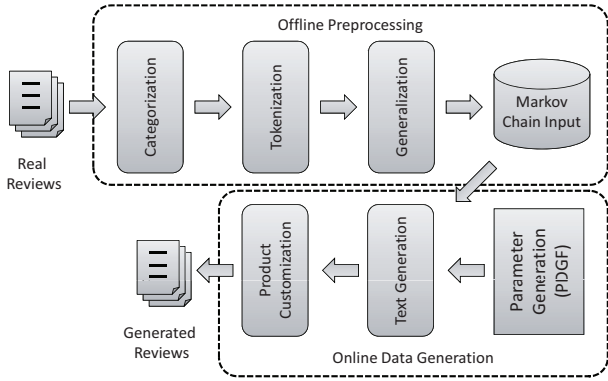 Offline Preprocessing
Real
Reviews
Categorization
Tokenization
Generalization
Markov
Chain Input
Generated
Reviews
Product
Customization
Text Generation
Parameter
Generation
(PDGF)
Online Data Generation